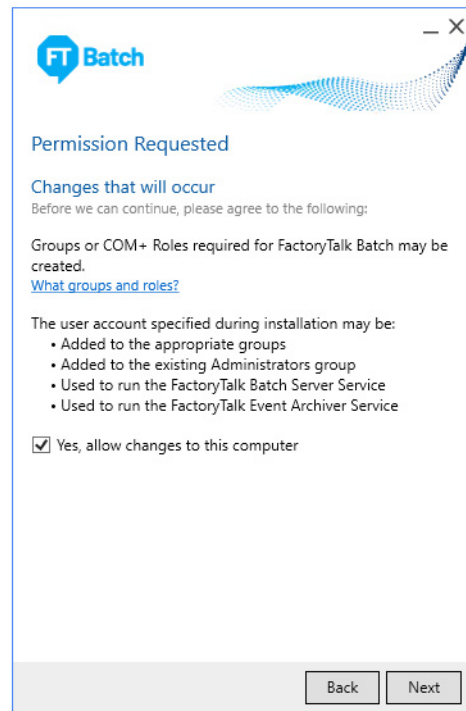 FT Batch
Permission Requested
Changes that will occur
Before we can continue, please agree to the following:
Groups or COM+ Roles required for FactoryTalk Batch may be
created.
What groups and roles?
The user account specified during installation may be:
• Added to the appropriate groups
• Added to the existing Administrators group
• Used to run the FactoryTalk Batch Server Service
• Used to run the FactoryTalk Event Archiver Service
Yes, allow changes to this computer
Back Next